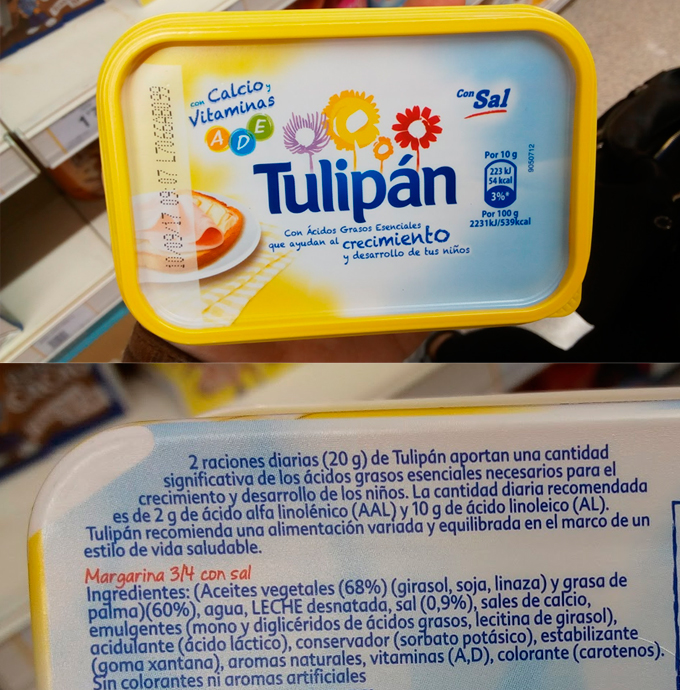 con Calcio y
Vitaminas
A D E
Con Sal
Tulipán
Con Ácidos Grasos Esenciales
que ayudan al crecimiento
y desarrollo de tus niños
Por 10 g
223 kJ
54 kcal
3%*
Por 100 g
2231kJ/539kcal
9050712
10/09/17 09:07 L7066AB099
2 raciones diarias (20 g) de Tulipán aportan una cantidad
significativa de los ácidos grasos esenciales necesarios para el
crecimiento y desarrollo de los niños. La cantidad diaria recomendada
es de 2 g de ácido alfa linolénico (AAL) y 10 g de ácido linoleico (AL).
Tulipán recomienda una alimentación variada y equilibrada en el marco de un
estilo de vida saludable.
Margarina 3/4 con sal
Ingredientes: (Aceites vegetales (68%) (girasol, soja, linaza) y grasa de
palma)(60%), agua, LECHE desnatada, sal (0,9%), sales de calcio,
emulgentes (mono y diglicéridos de ácidos grasos, lecitina de girasol),
acidulante (ácido láctico), conservador (sorbato potásico), estabilizante
(goma xantana), aromas naturales, vitaminas (A,D), colorante (carotenos).
Sin colorantes ni aromas artificiales